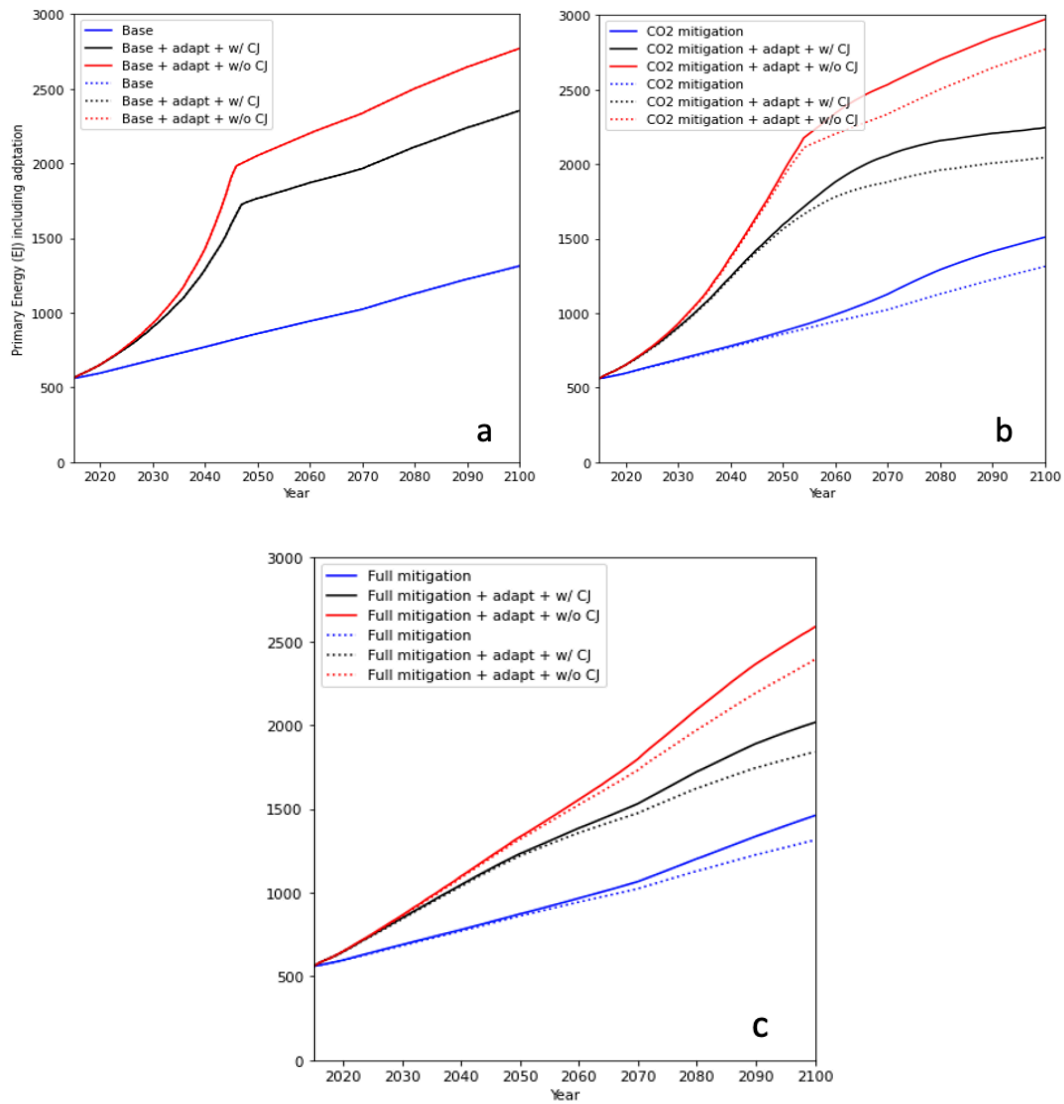 3000
2500
2000
1500
1000
500
0
Primary Energy (EJ) including adptation
Base
Base + adapt + w/ CJ
Base + adapt + w/o CJ
Base
Base + adapt + w/ CJ
Base + adapt + w/o CJ
a
2020 2030 2040 2050 2060 2070 2080 2090 2100
Year
3000
2500
2000
1500
1000
500
0
CO2 mitigation
CO2 mitigation + adapt + w/ CJ
CO2 mitigation + adapt + w/o CJ
CO2 mitigation
CO2 mitigation + adapt + w/ CJ
CO2 mitigation + adapt + w/o CJ
b
2020 2030 2040 2050 2060 2070 2080 2090 2100
Year
3000
2500
2000
1500
1000
500
0
Full mitigation
Full mitigation + adapt + w/ CJ
Full mitigation + adapt + w/o CJ
Full mitigation
Full mitigation + adapt + w/ CJ
Full mitigation + adapt + w/o CJ
c
2020 2030 2040 2050 2060 2070 2080 2090 2100
Year